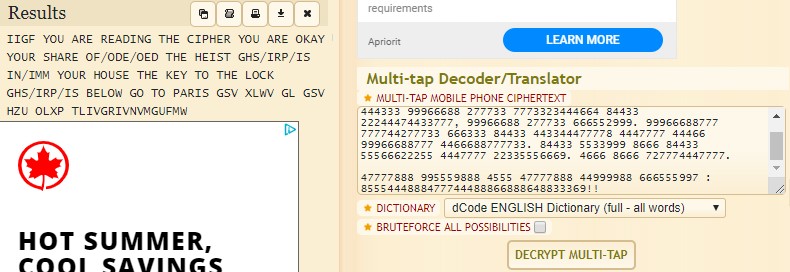 Results
IIGF YOU ARE READING THE CIPHER YOU ARE OKAY
YOUR SHARE OF/ODE/OED THE HEIST GHS/IRP/IS
IN/IMM YOUR HOUSE THE KEY TO THE LOCK
GHS/IRP/IS BELOW GO TO PARIS GSV XLWV GL GSV
HZU OLXP TLIVGRIVNVMGUFMW
HOT SUMMER,
COOL SAVINGS
requirements
Apriorit
LEARN MORE
Multi-tap Decoder/Translator
★ MULTI-TAP MOBILE PHONE CIPHERTEXT
444333 99966688 277733 7773323444664 84433
22244474433777, 99966688 277733 666552999. 99966688777
777744277733 666333 84433 443344477778 4447777 44466
99966688777 4466688777733. 84433 5533999 8666 84433
55566622255 4447777 22335556669. 4666 8666 727774447777.
47777888 995559888 4555 47777888 44999988 666555997 :
855544488847774448886688864883336​9!!
★ DICTIONARY dCode ENGLISH Dictionary (full - all words)
★ BRUTEFORCE ALL POSSIBILITIES
DECRYPT MULTI-TAP